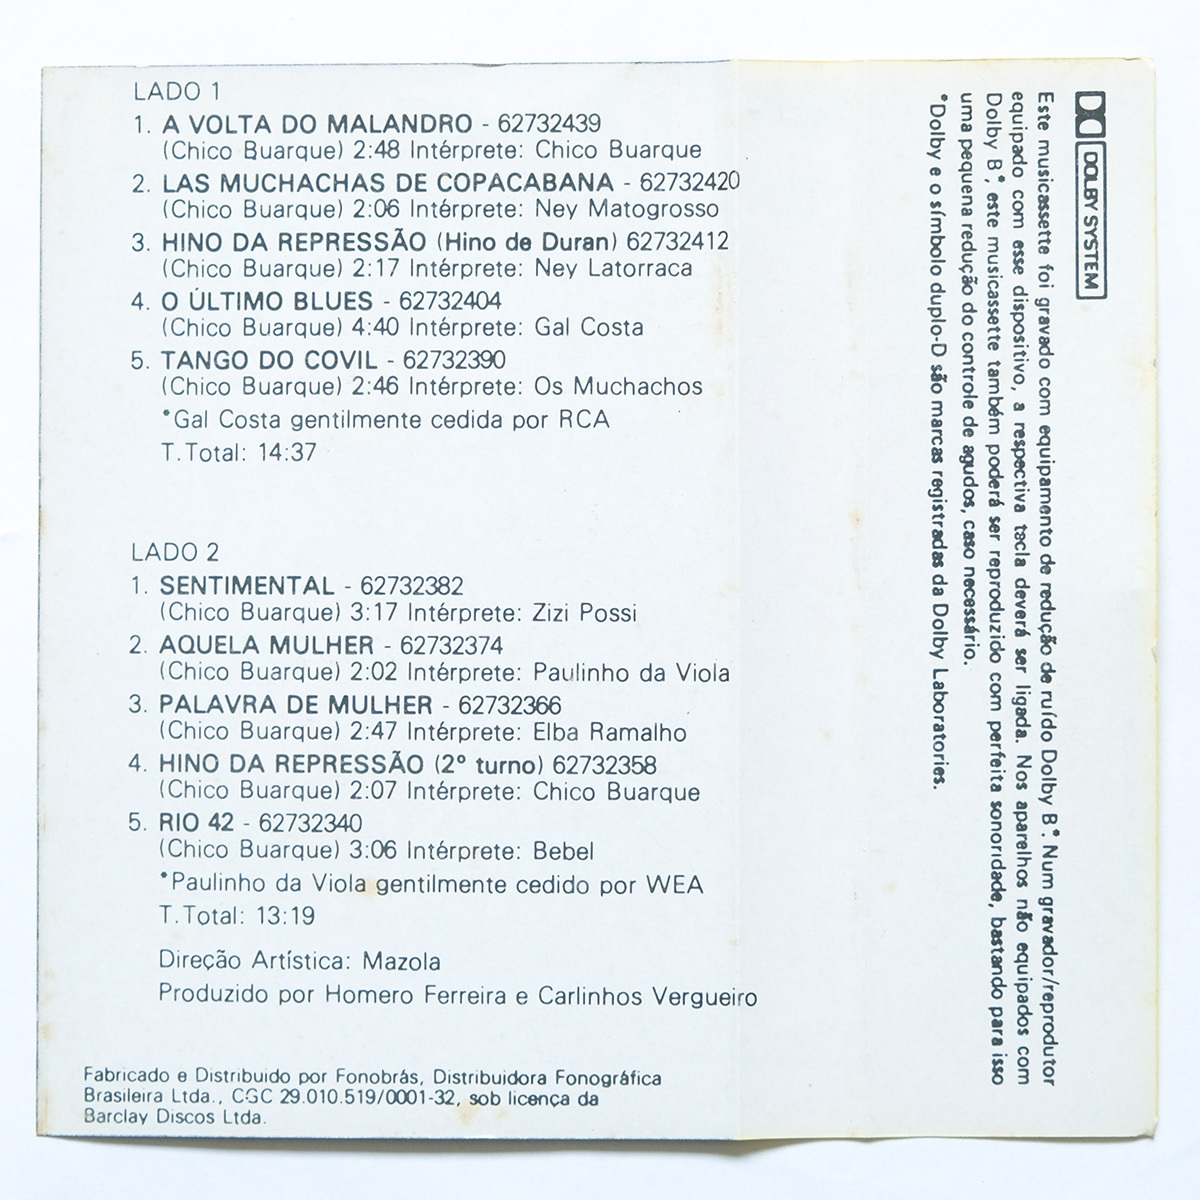 LADO 1
1. A VOLTA DO MALANDRO - 62732439
(Chico Buarque) 2:48 Intérprete: Chico Buarque
2. LAS MUCHACHAS DE COPACABANA - 62732420
(Chico Buarque) 2:06 Intérprete: Ney Matogrosso
3. HINO DA REPRESSÃO (Hino de Duran) 62732412
(Chico Buarque) 2:17 Intérprete: Ney Latorraca
4. O ÚLTIMO BLUES - 62732404
(Chico Buarque) 4:40 Intérprete: Gal Costa
5. TANGO DO COVIL - 62732390
(Chico Buarque) 2:46 Intérprete: Os Muchachos
*Gal Costa gentilmente cedida por RCA
T.Total: 14:37
LADO 2
1. SENTIMENTAL - 62732382
(Chico Buarque) 3:17 Intérprete: Zizi Possi
2. AQUELA MULHER - 62732374
(Chico Buarque) 2:02 Intérprete: Paulinho da Viola
3. PALAVRA DE MULHER - 62732366
(Chico Buarque) 2:47 Intérprete: Elba Ramalho
4. HINO DA REPRESSÃO (2º turno) 62732358
(Chico Buarque) 2:07 Intérprete: Chico Buarque
5. RIO 42 - 62732340
(Chico Buarque) 3:06 Intérprete: Bebel
*Paulinho da Viola gentilmente cedido por WEA
T.Total: 13:19
Direção Artística: Mazola
Produzido por Homero Ferreira e Carlinhos Vergueiro
Fabricado e Distribuido por Fonobrás, Distribuidora Fonográfica
Brasileira Ltda., CGC 29.010.519/0001-32, sob licença da
Barclay Discos Ltda.
DOLBY SYSTEM
Este musicassette foi gravado com equipamento de redução de ruído Dolby B*. Num gravador/reprodutor
equipado com esse dispositivo, a respectiva tecla deverá ser ligada. Nos aparelhos não equipados com
Dolby B*, este musicassette também poderá ser reproduzido com perfeita sonoridade, bastando para isso
uma pequena redução do controle de agudos, caso necessário.
*Dolby e o símbolo duplo-D são marcas registradas da Dolby Laboratories.